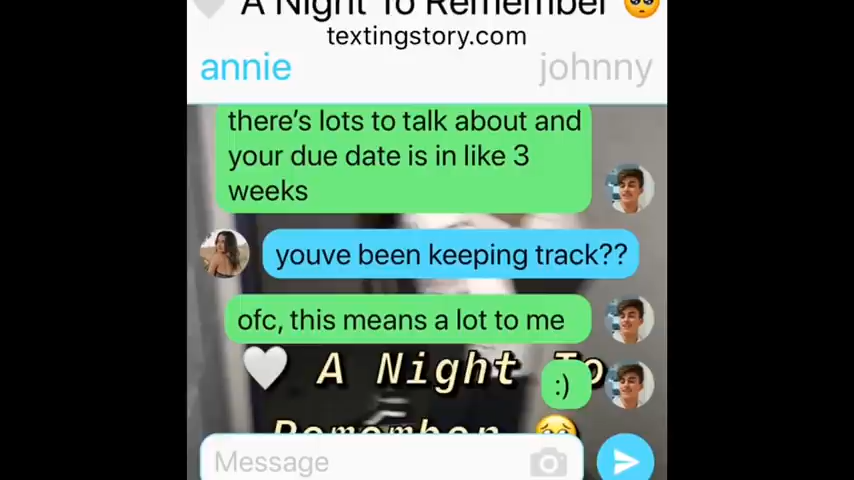 🤍 A Night To Remember 🥺
textingstory.com
annie johnny
there's lots to talk about and
your due date is in like 3
weeks
youve been keeping track??
ofc, this means a lot to me
:)
🤍 A Night To
Remember 🥺
Message